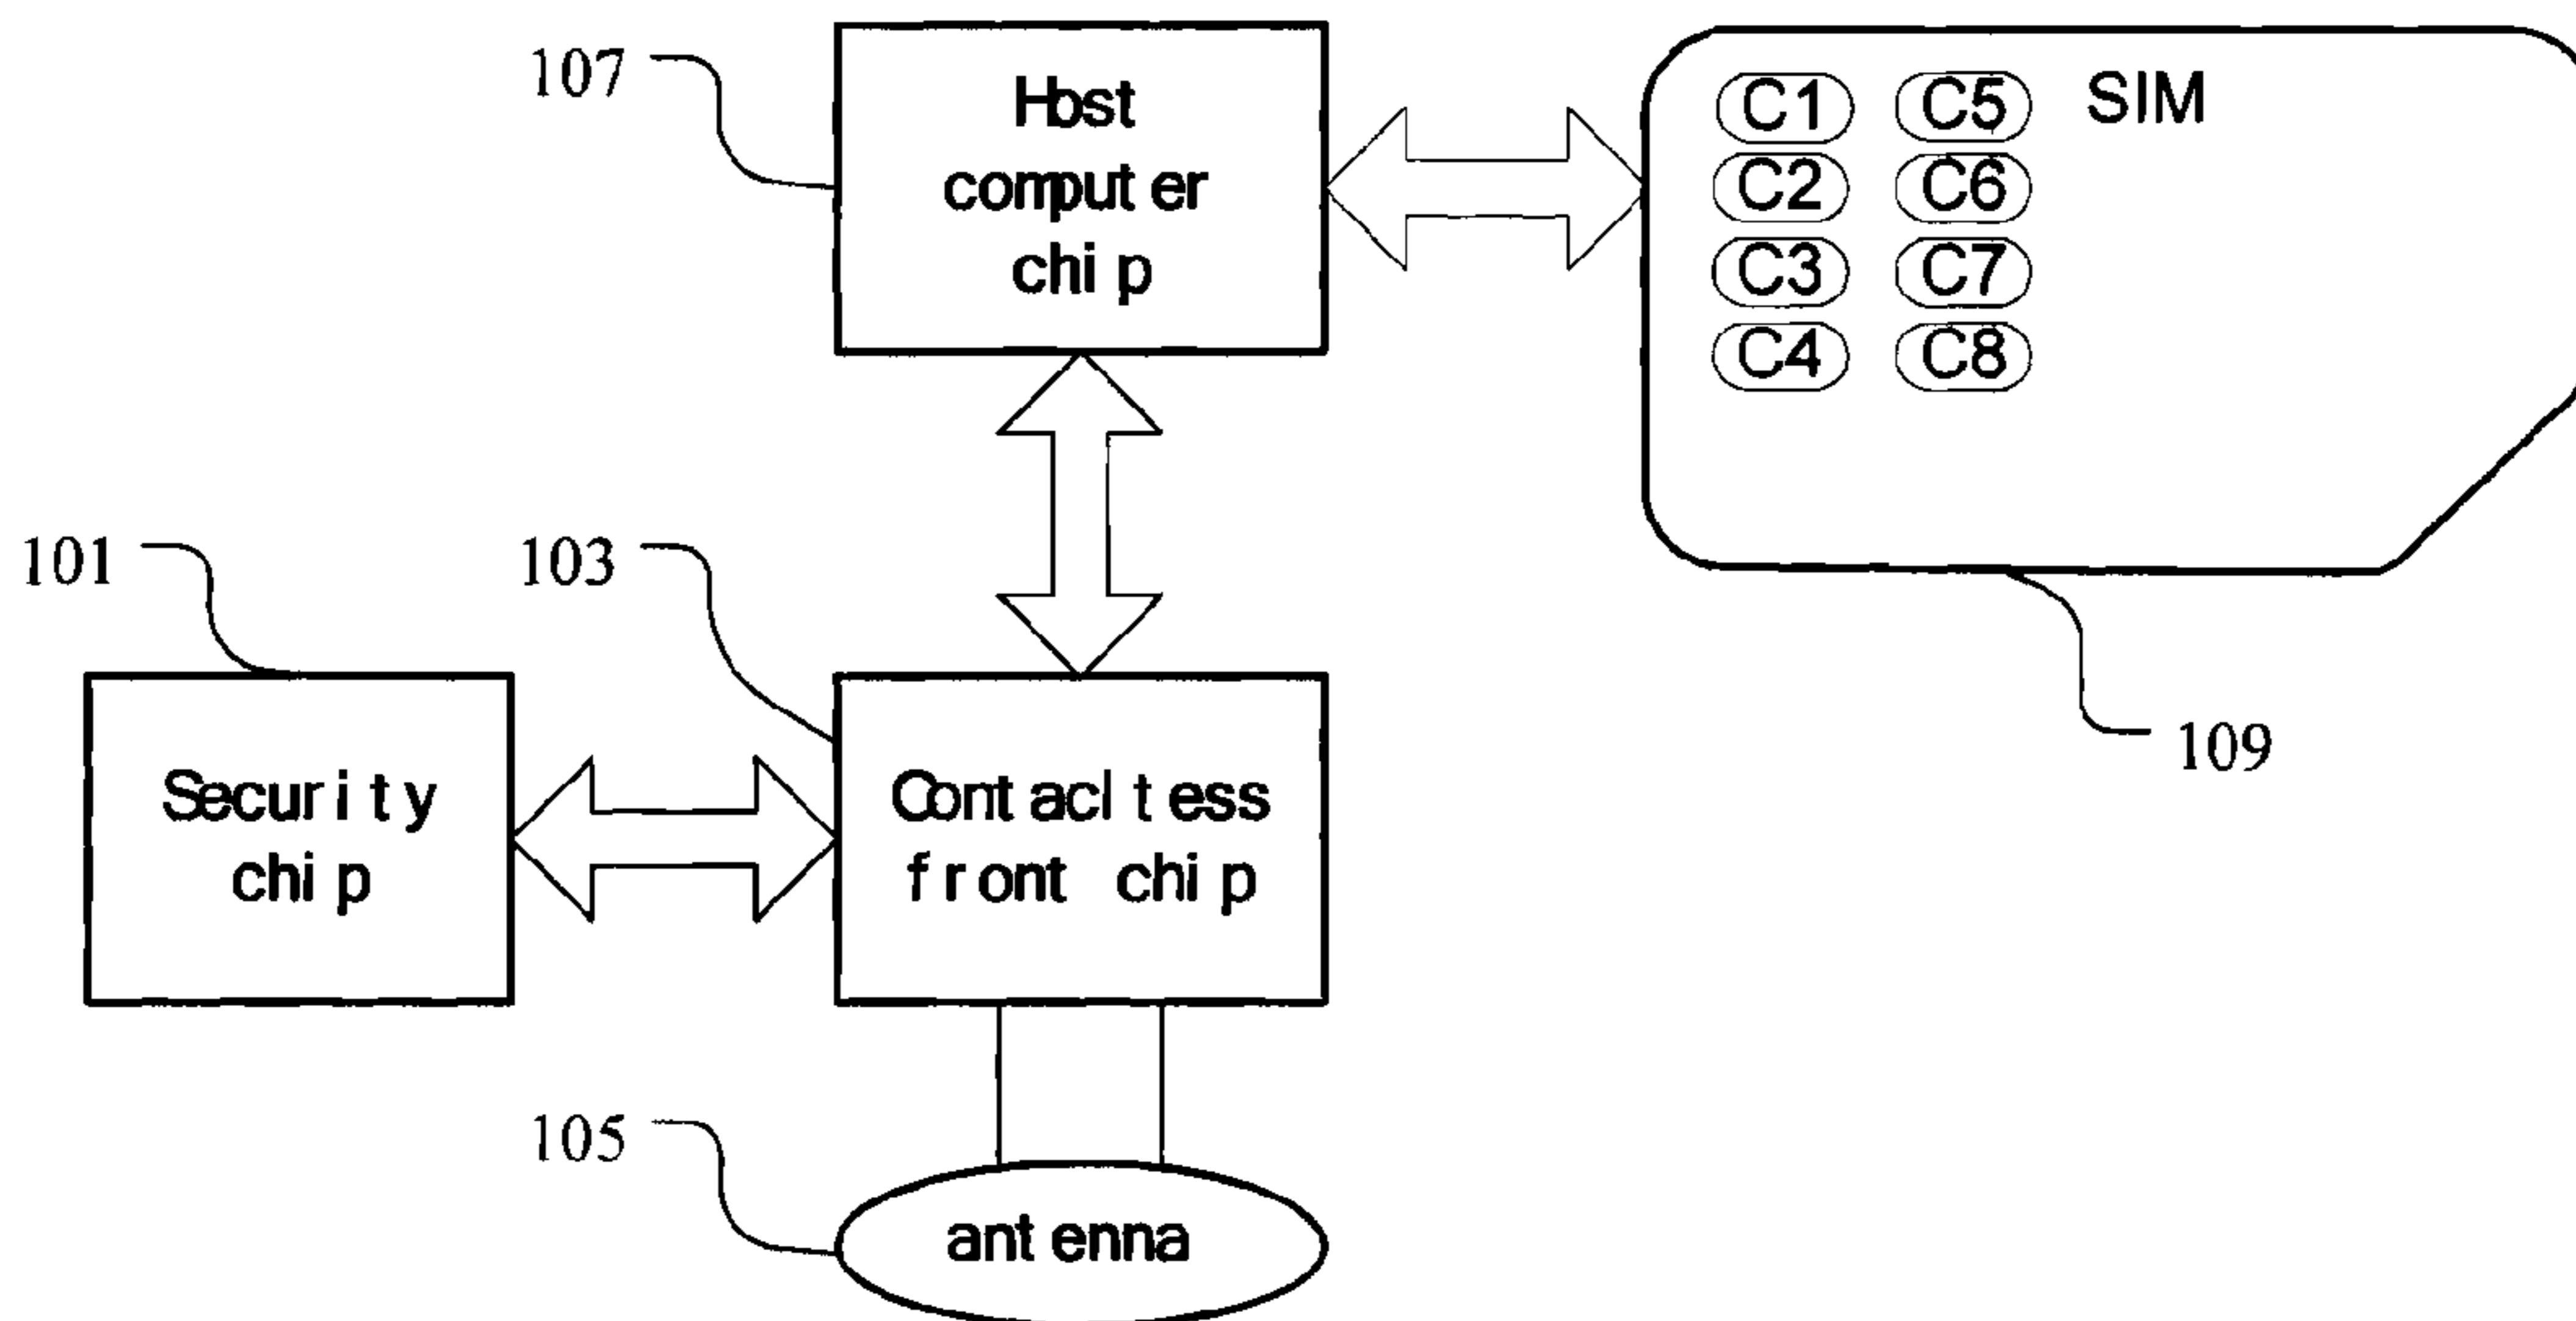 107
Host
computer
chip
C1 C5 SIM
C2 C6
C3 C7
C4 C8
101
103
109
Security
chip
Contacltess
front chip
105
antenna